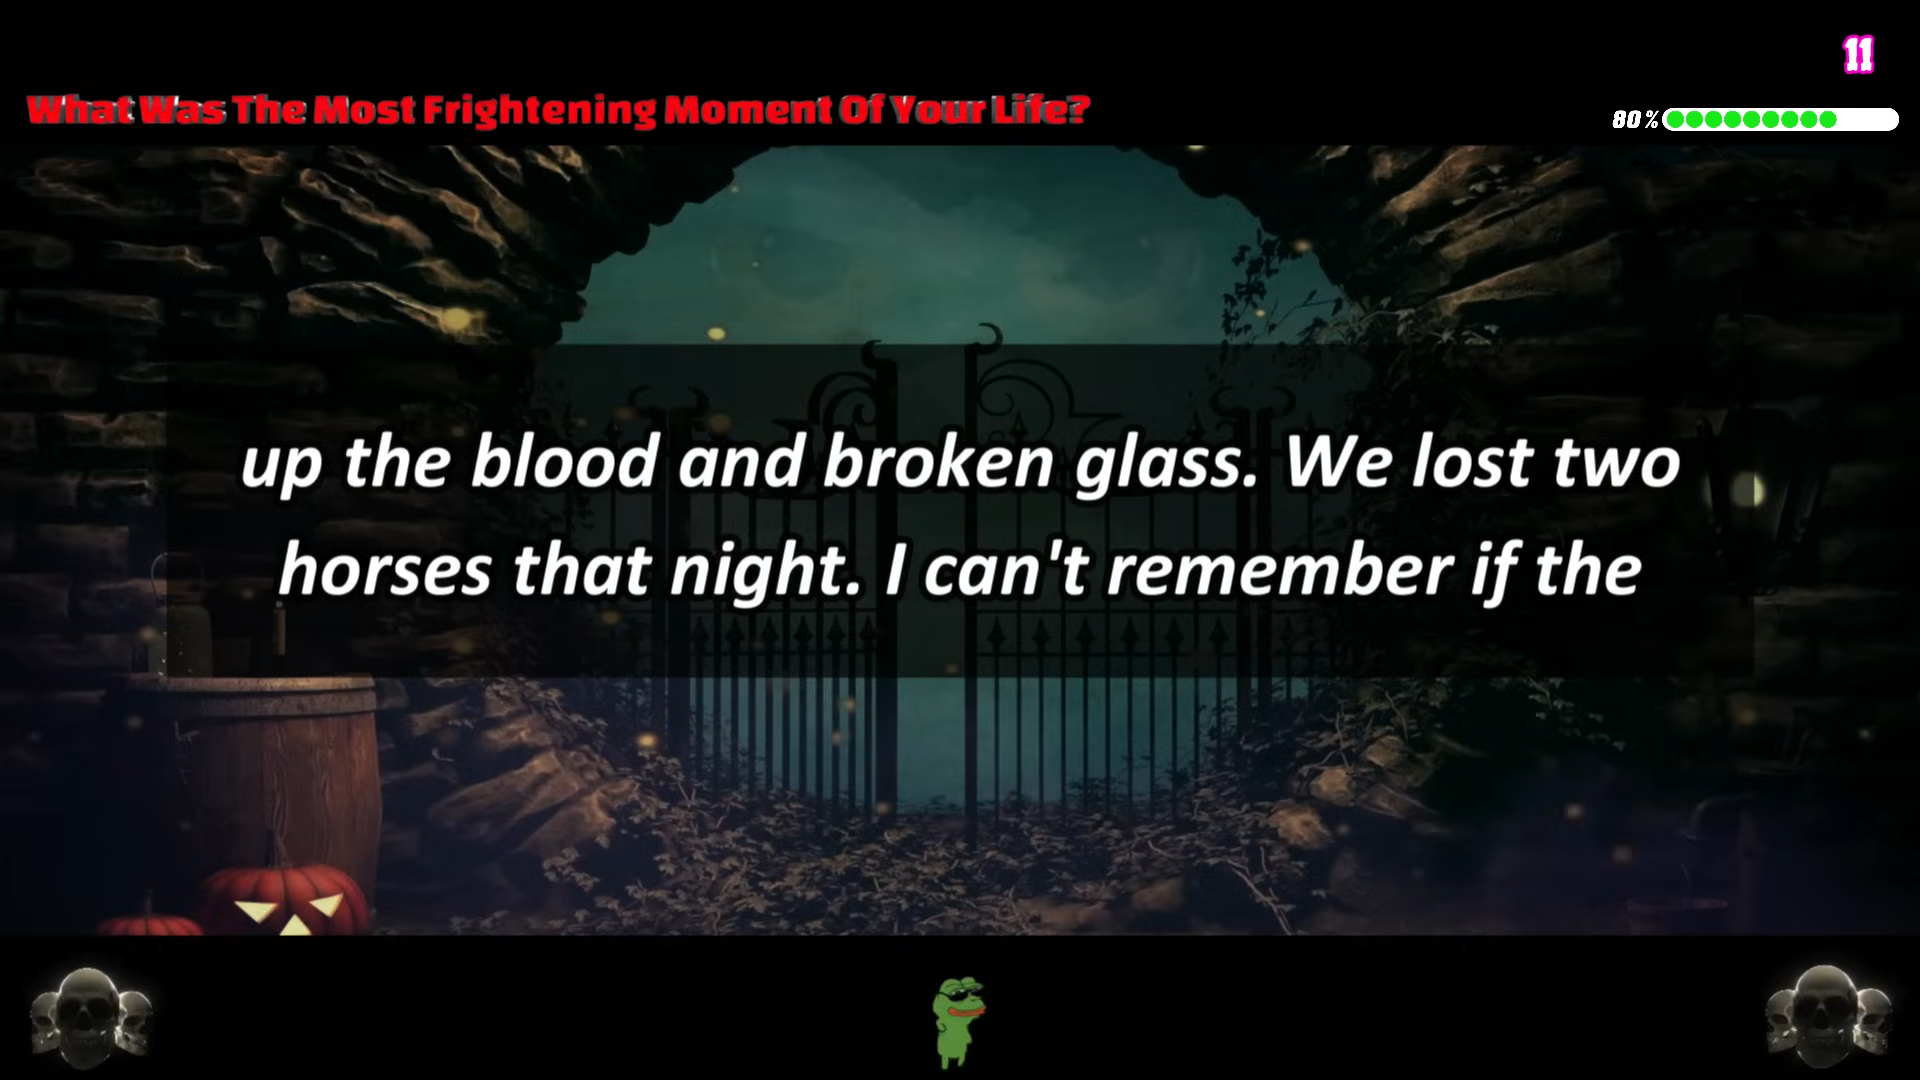 11
What Was The Most Frightening Moment Of Your Life?
80%
up the blood and broken glass. We lost two
horses that night. I can't remember if the